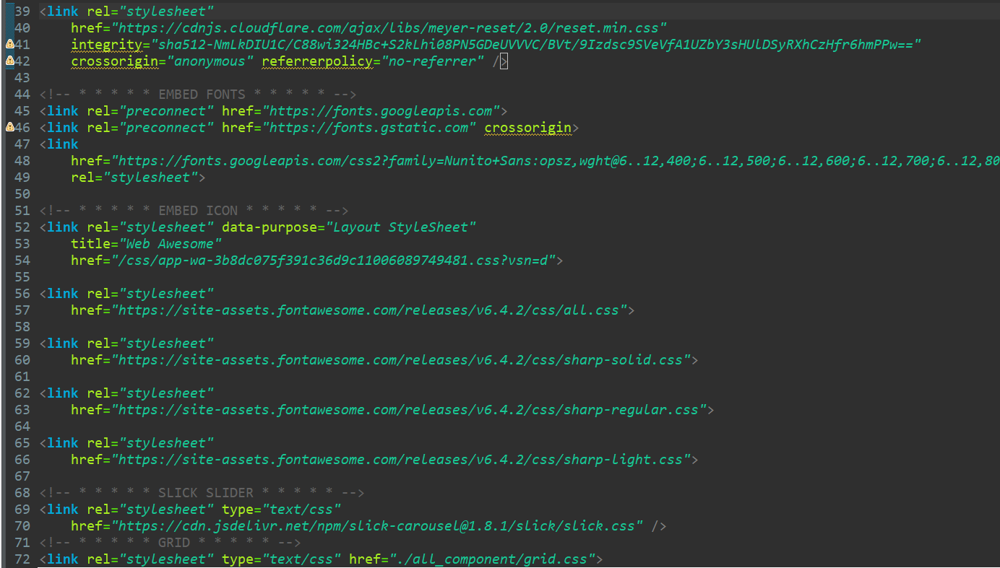 39 <link rel="stylesheet"
40 href="https://cdnjs.cloudflare.com/ajax/libs/meyer-reset/2.0/reset.min.css"
41 integrity="sha512-NmLkDIU1C/C88wi324HBc+S2kLhi08PN5GDeUVVVC/BVt/9Izdsc9SVeVfA1UZbY3sHUlDSyRXhCzHfr6hmPPw=="
42 crossorigin="anonymous" referrerpolicy="no-referrer" />
43
44 <!-- * * * * * EMBED FONTS * * * * * -->
45 <link rel="preconnect" href="https://fonts.googleapis.com">
46 <link rel="preconnect" href="https://fonts.gstatic.com" crossorigin>
47 <link
48 href="https://fonts.googleapis.com/css2?family=Nunito+Sans:opsz,wght@6..12,400;6..12,500;6..12,600;6..12,700;6..12,80
49 rel="stylesheet">
50
51 <!-- * * * * * EMBED ICON * * * * * -->
52 <link rel="stylesheet" data-purpose="Layout StyleSheet"
53 title="Web Awesome"
54 href="/css/app-wa-3b8dc075f391c36d9c11006089749481.css?vsn=d">
55
56 <link rel="stylesheet"
57 href="https://site-assets.fontawesome.com/releases/v6.4.2/css/all.css">
58
59 <link rel="stylesheet"
60 href="https://site-assets.fontawesome.com/releases/v6.4.2/css/sharp-solid.css">
61
62 <link rel="stylesheet"
63 href="https://site-assets.fontawesome.com/releases/v6.4.2/css/sharp-regular.css">
64
65 <link rel="stylesheet"
66 href="https://site-assets.fontawesome.com/releases/v6.4.2/css/sharp-light.css">
67
68 <!-- * * * * * SLICK SLIDER * * * * * -->
69 <link rel="stylesheet" type="text/css"
70 href="https://cdn.jsdelivr.net/npm/slick-carousel@1.8.1/slick/slick.css" />
71 <!-- * * * * * GRID * * * * * -->
72 <link rel="stylesheet" type="text/css" href="./all_component/grid.css">